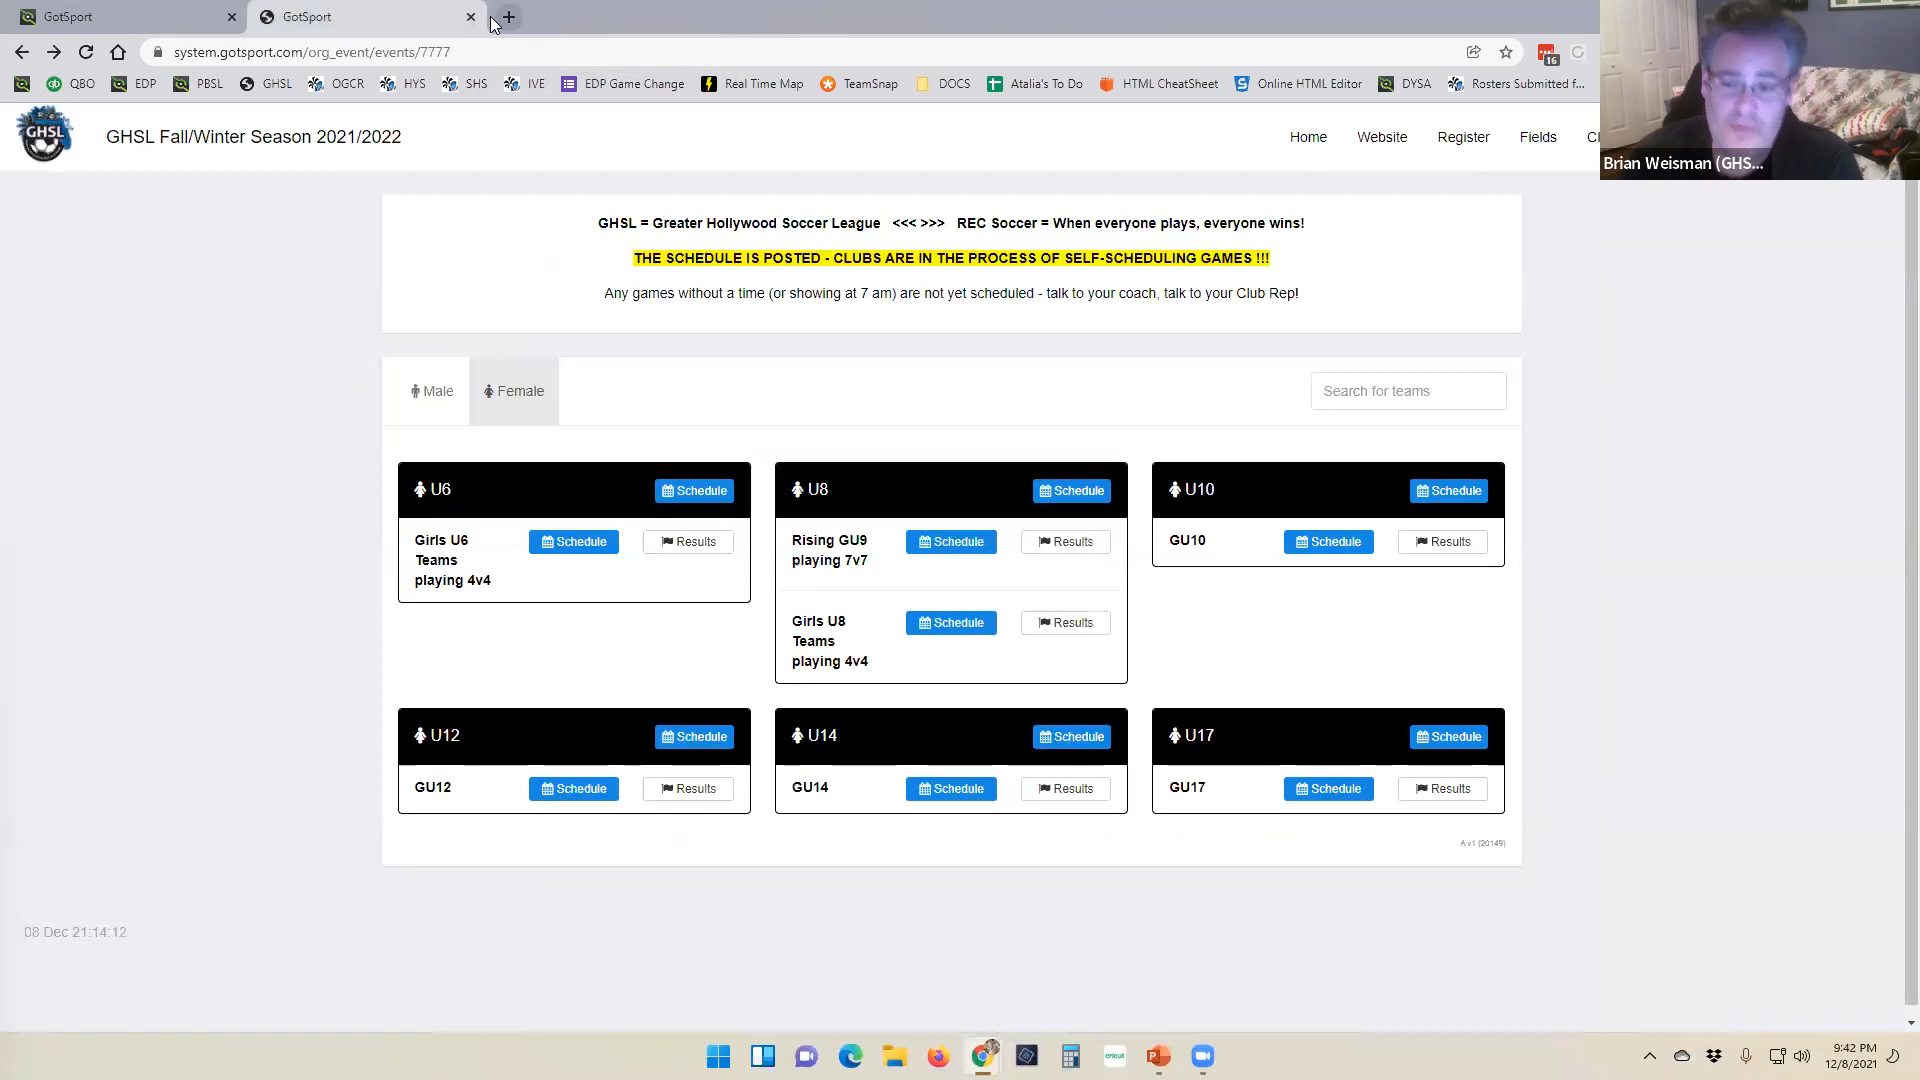 GotSport
GotSport
system.gotsport.com/org_event/events/7777
16
QBO EDP PBSL GHSL OGCR HYS SHS IVE EDP Game Change Real Time Map TeamSnap DOCS Atalia's To Do HTML CheatSheet Online HTML Editor DYSA Rosters Submitted f...
GHSL
GHSL Fall/Winter Season 2021/2022
Home Website Register Fields Cl
Brian Weisman (GHS...
GHSL = Greater Hollywood Soccer League <<< >>> REC Soccer = When everyone plays, everyone wins!
THE SCHEDULE IS POSTED - CLUBS ARE IN THE PROCESS OF SELF-SCHEDULING GAMES !!!
Any games without a time (or showing at 7 am) are not yet scheduled - talk to your coach, talk to your Club Rep!
Male Female
Search for teams
U6 Schedule
Girls U6
Teams
playing 4v4
Schedule Results
U8 Schedule
Rising GU9
playing 7v7
Schedule Results
Girls U8
Teams
playing 4v4
Schedule Results
U10 Schedule
GU10 Schedule Results
U12 Schedule
GU12 Schedule Results
U14 Schedule
GU14 Schedule Results
U17 Schedule
GU17 Schedule Results
A.v1 (20149)
08 Dec 21:14:12
cricut
9:42 PM
12/8/2021